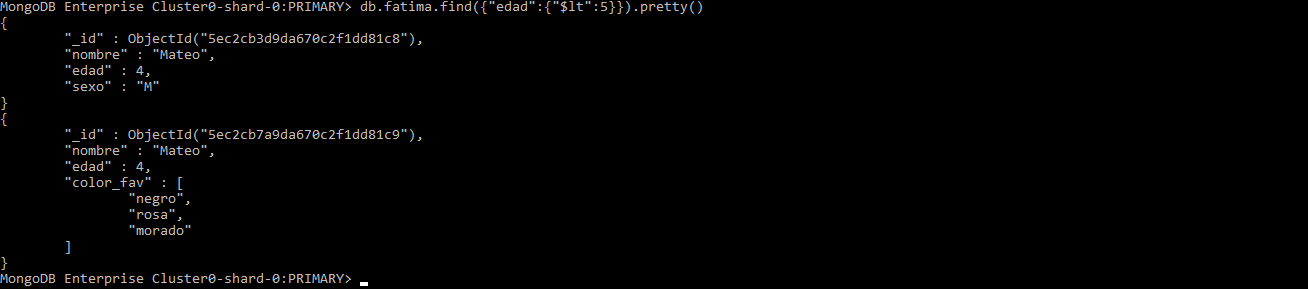 MongoDB Enterprise Cluster0-shard-0:PRIMARY> db.fatima.find({"edad":{"$lt":5}}).pretty()
{
        "_id" : ObjectId("5ec2cb3d9da670c2f1dd81c8"),
        "nombre" : "Mateo",
        "edad" : 4,
        "sexo" : "M"
}
{
        "_id" : ObjectId("5ec2cb7a9da670c2f1dd81c9"),
        "nombre" : "Mateo",
        "edad" : 4,
        "color_fav" : [
                "negro",
                "rosa",
                "morado"
        ]
}
MongoDB Enterprise Cluster0-shard-0:PRIMARY>